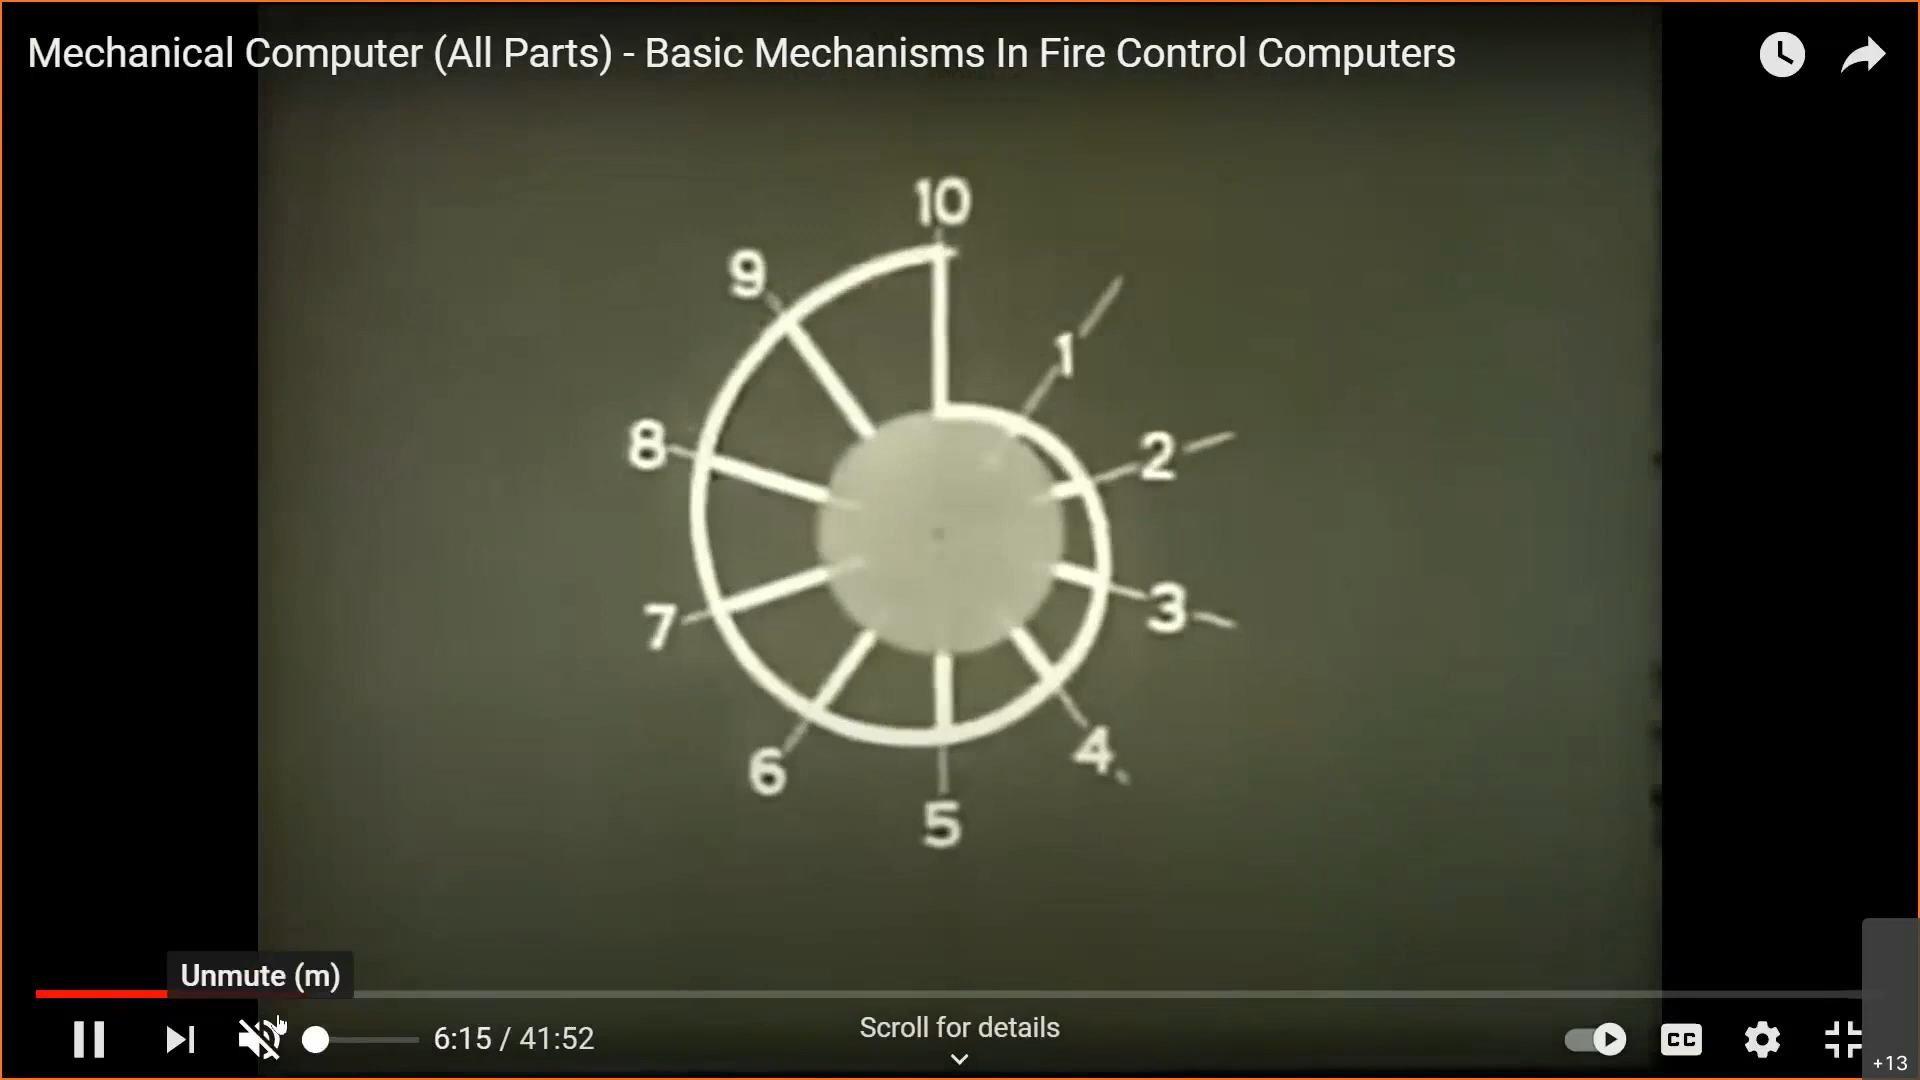 Mechanical Computer (All Parts) - Basic Mechanisms In Fire Control Computers
10
9
1
8
2
7
3
6
4
5
Unmute (m)
6:15 / 41:52
Scroll for details
CC
+13